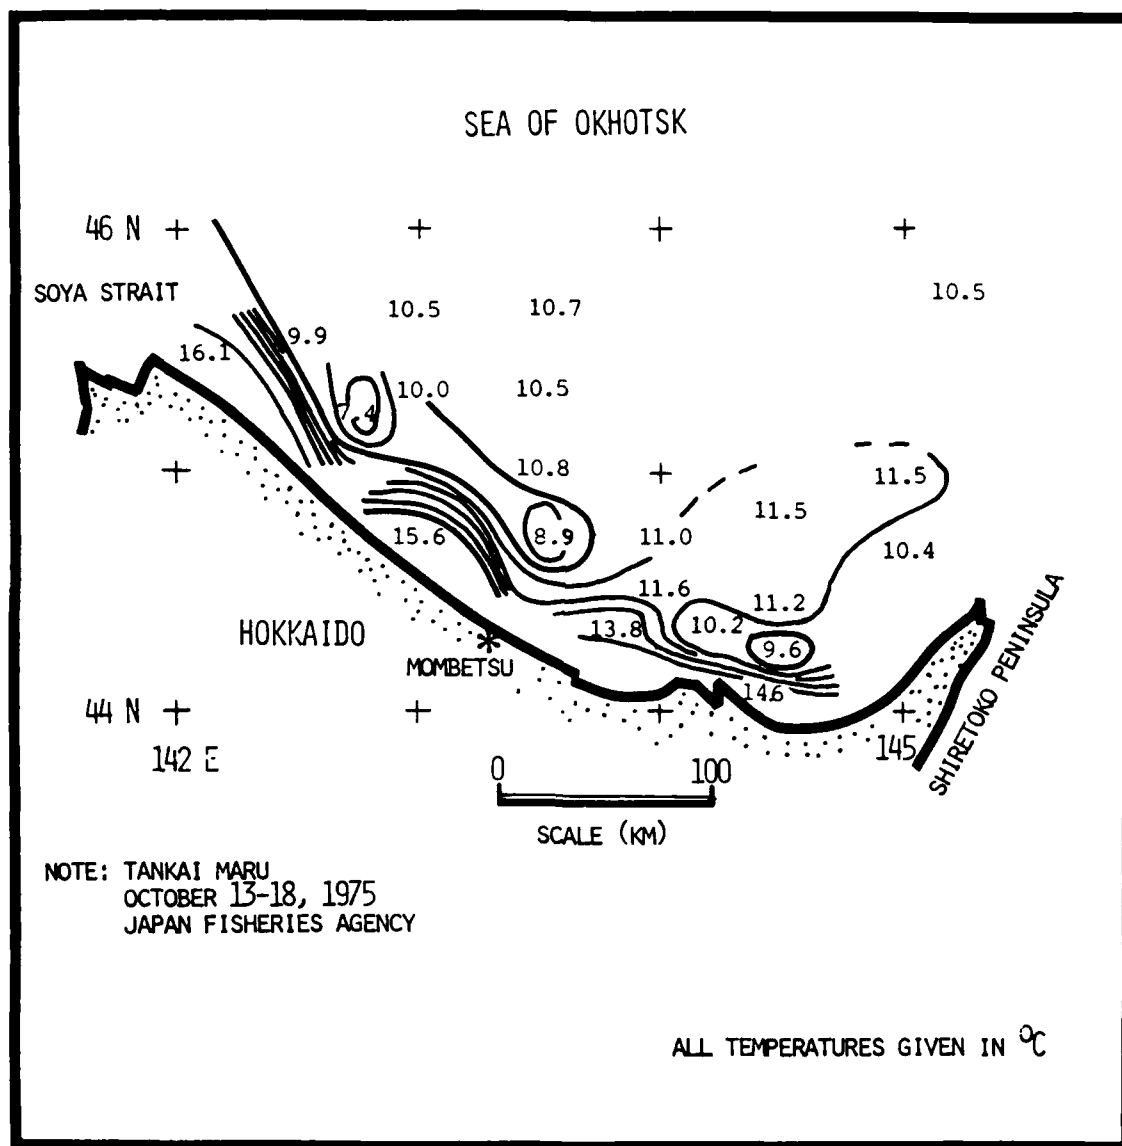 SEA OF OKHOTSK
46 N
SOYA STRAIT
10.5 10.7 10.5
9.9
16.1
10.0 10.5
7.4
10.8 11.5
11.5
15.6 8.9 11.0
10.4
11.6 11.2
HOKKAIDO
13.8 10.2
9.6
MOMBETSU
14.6
SHIRETOKO PENINSULA
44 N
142 E
145
0 100
SCALE (KM)
NOTE: TANKAI MARU
OCTOBER 13-18, 1975
JAPAN FISHERIES AGENCY
ALL TEMPERATURES GIVEN IN °C